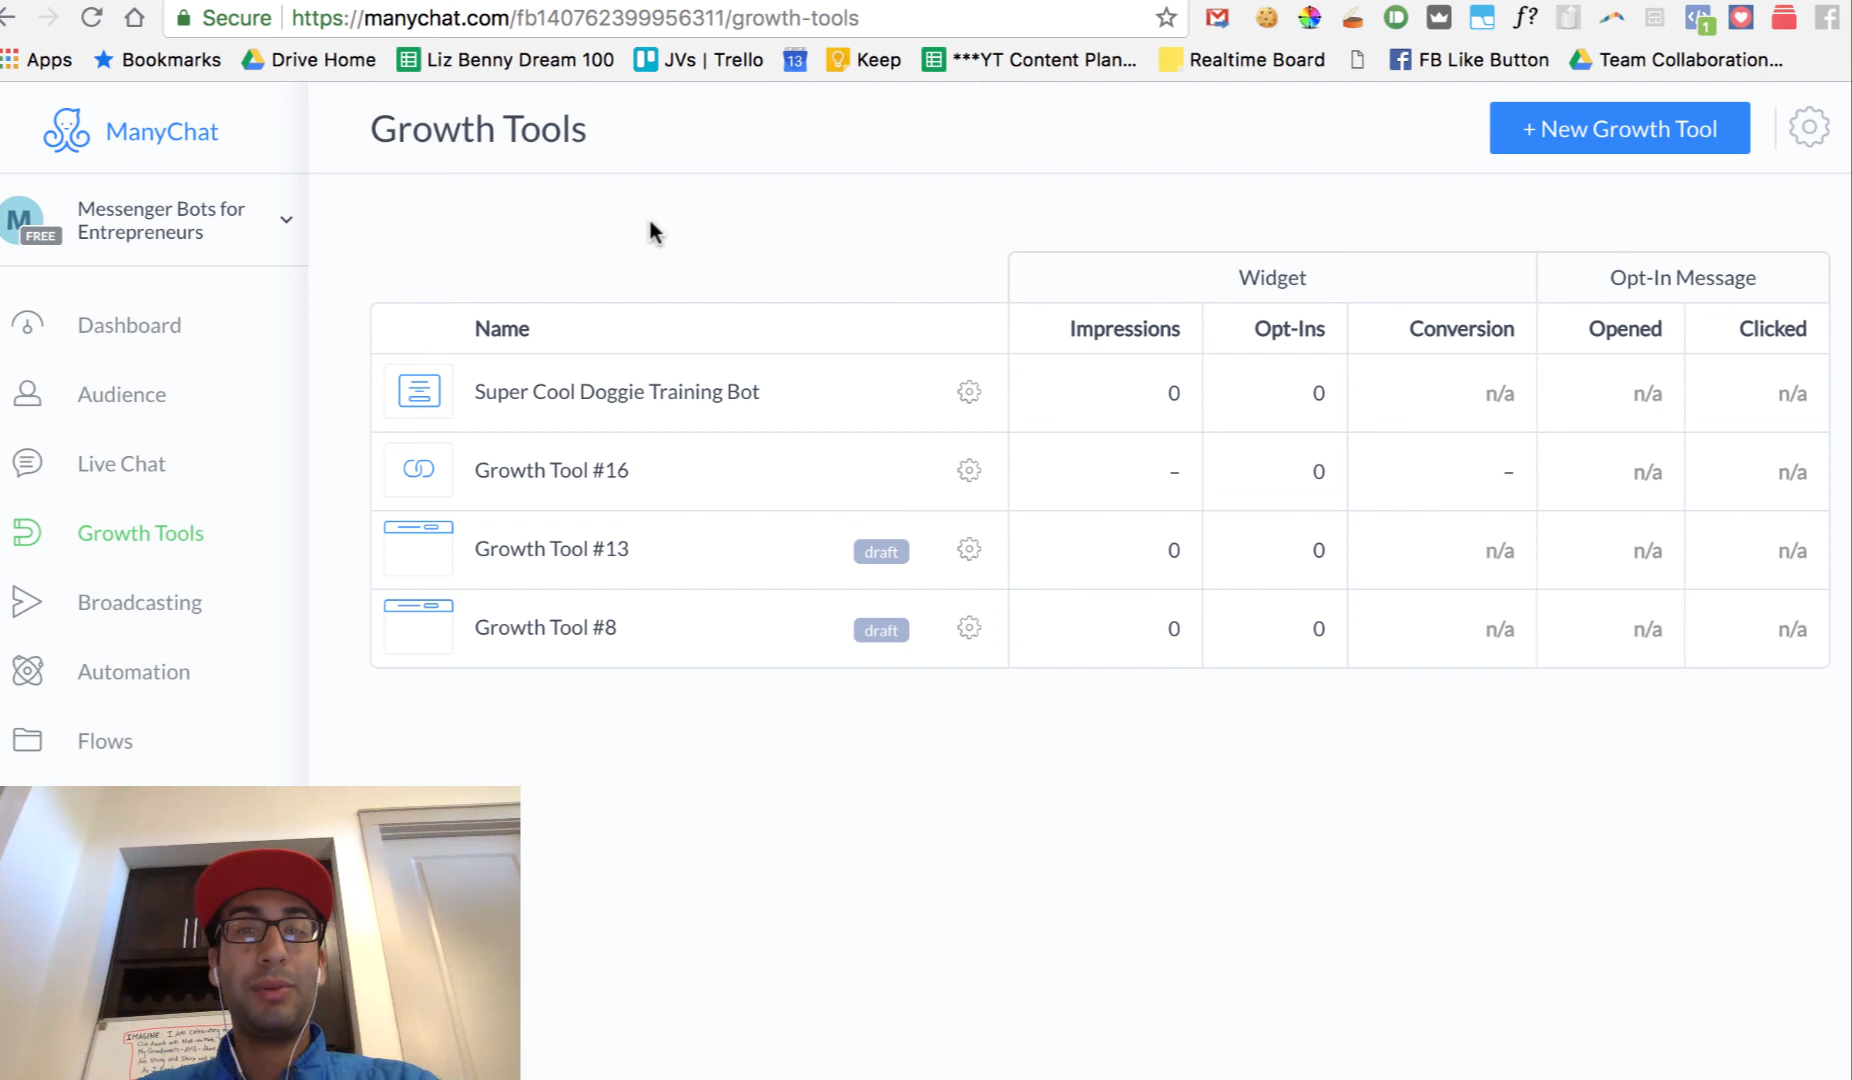 Secure https://manychat.com/fb140762399956311/growth-tools
f? 1
Apps Bookmarks Drive Home Liz Benny Dream 100 JVs | Trello 13 Keep ***YT Content Plan... Realtime Board FB Like Button Team Collaboration...
ManyChat
Growth Tools
+ New Growth Tool
M
FREE
Messenger Bots for
Entrepreneurs
Dashboard
Audience
Live Chat
Growth Tools
Broadcasting
Automation
Flows
Widget Opt-In Message
Name Impressions Opt-Ins Conversion Opened Clicked
Super Cool Doggie Training Bot 0 0 n/a n/a n/a
Growth Tool #16 – 0 – n/a n/a
Growth Tool #13 draft 0 0 n/a n/a n/a
Growth Tool #8 draft 0 0 n/a n/a n/a
IMAGINE: I Am